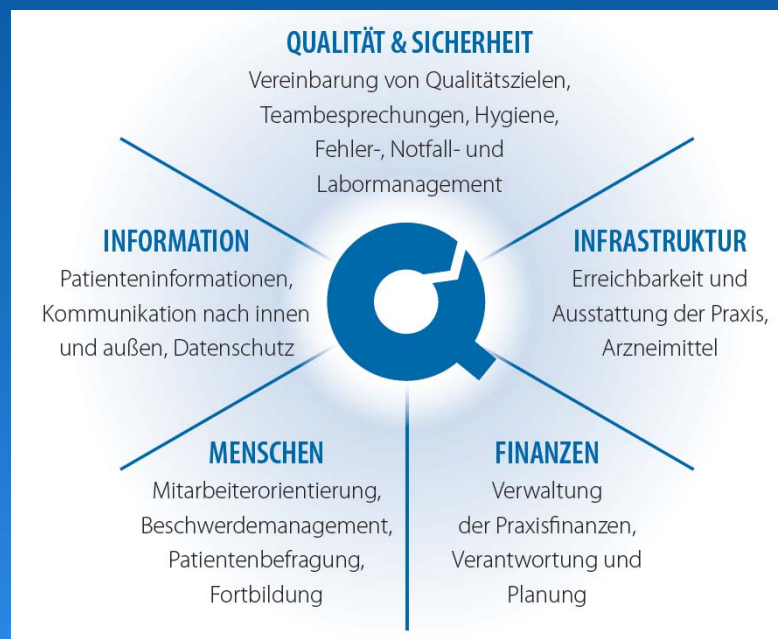 QUALITÄT & SICHERHEIT
Vereinbarung von Qualitätszielen,
Teambesprechungen, Hygiene,
Fehler-, Notfall- und
Labormanagement
INFORMATION
Patienteninformationen,
Kommunikation nach innen
und außen, Datenschutz
INFRASTRUKTUR
Erreichbarkeit und
Ausstattung der Praxis,
Arzneimittel
MENSCHEN
Mitarbeiterorientierung,
Beschwerdemanagement,
Patientenbefragung,
Fortbildung
FINANZEN
Verwaltung
der Praxisfinanzen,
Verantwortung und
Planung